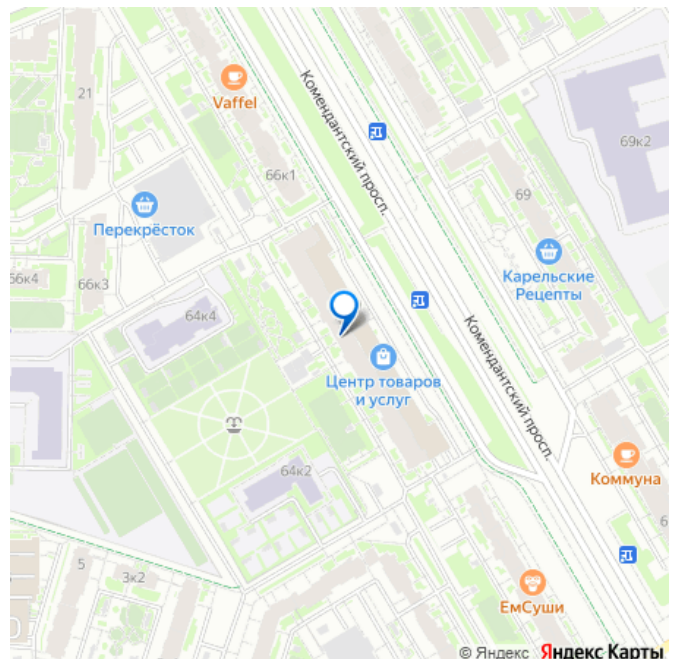 21
Vaffel
Комендантский просп.
69к2
66к1
69
Перекрёсток
Карельские
Рецепты
66к4
66к3
64к4
Комендантский просп.
Центр товаров
и услуг
64к2
Коммуна
5
3к2
ЕмСуши
© Яндекс Яндекс Карты